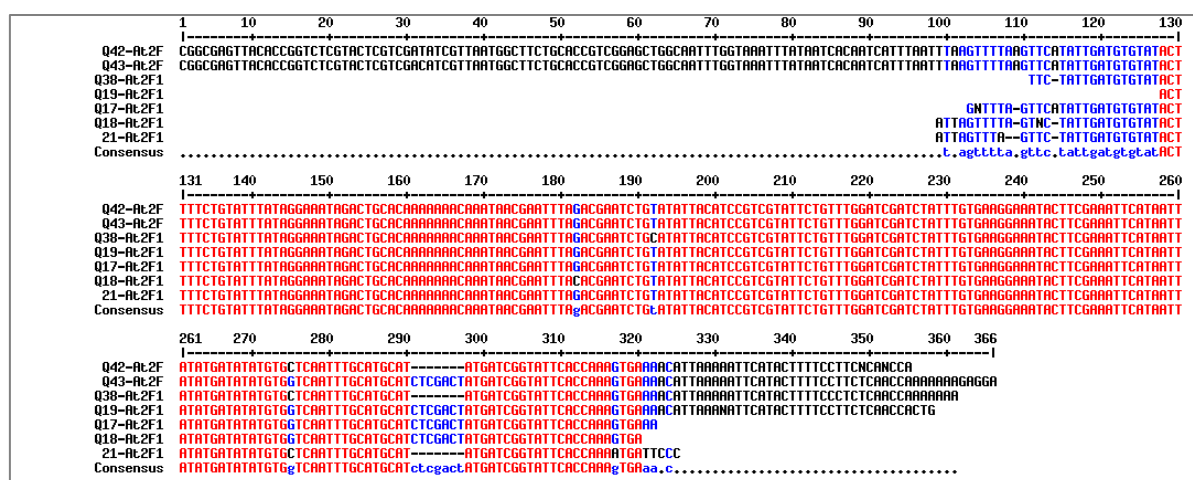 1 10 20 30 40 50 60 70 80 90 100 110 120 130
|--------+---------+---------+---------+---------+---------+---------+---------+---------+---------+---------+---------+---------|
Q42-At2F CGGCGAGTTACACCGGTCTCGTACTCGTCGATATCGTTAATGGCTTCTGCACCGTCGGAGCTGGCAATTTGGTAAATTTATAATCACAATCATTTAATTTAAGTTTTAAGTTCATATTGATGTGTATACT
Q43-At2F CGGCGAGTTACACCGGTCTCGTACTCGTCGACATCGTTAATGGCTTCTGCACCGTCGGAGCTGGCAATTTGGTAAATTTATAATCACAATCATTTAATTTAAGTTTTAAGTTCATATTGATGTGTATACT
Q38-At2F1 TTC-TATTGATGTGTATACT
Q19-At2F1 ACT
Q17-At2F1 GNTTTA-GTTCATATTGATGTGTATACT
Q18-At2F1 ATTAGTTTTA-GTNC-TATTGATGTGTATACT
21-At2F1 ATTAGTTTA--GTTC-TATTGATGTGTATACT
Consensus ...................................................................................................t.agtttta.gttc.tattgatgtgtatACT
131 140 150 160 170 180 190 200 210 220 230 240 250 260
|--------+---------+---------+---------+---------+---------+---------+---------+---------+---------+---------+---------+---------|
Q42-At2F TTTCTGTATTTATAGGAAATAGACTGCACAAAAAAACAAATAACGAATTTAGACGAATCTGTATATTACATCCGTCGTATTCTGTTTGGATCGATCTATTTGTGAAGGAAATACTTCGAAATTCATAATT
Q43-At2F TTTCTGTATTTATAGGAAATAGACTGCACAAAAAAACAAATAACGAATTTAGACGAATCTGTATATTACATCCGTCGTATTCTGTTTGGATCGATCTATTTGTGAAGGAAATACTTCGAAATTCATAATT
Q38-At2F1 TTTCTGTATTTATAGGAAATAGACTGCACAAAAAAACAAATAACGAATTTAGACGAATCTGCATATTACATCCGTCGTATTCTGTTTGGATCGATCTATTTGTGAAGGAAATACTTCGAAATTCATAATT
Q19-At2F1 TTTCTGTATTTATAGGAAATAGACTGCACAAAAAAACAAATAACGAATTTAGACGAATCTGTATATTACATCCGTCGTATTCTGTTTGGATCGATCTATTTGTGAAGGAAATACTTCGAAATTCATAATT
Q17-At2F1 TTTCTGTATTTATAGGAAATAGACTGCACAAAAAAACAAATAACGAATTTAGACGAATCTGTATATTACATCCGTCGTATTCTGTTTGGATCGATCTATTTGTGAAGGAAATACTTCGAAATTCATAATT
Q18-At2F1 TTTCTGTATTTATAGGAAATAGACTGCACAAAAAAACAAATAACGAATTTACACGAATCTGTATATTACATCCGTCGTATTCTGTTTGGATCGATCTATTTGTGAAGGAAATACTTCGAAATTCATAATT
21-At2F1 TTTCTGTATTTATAGGAAATAGACTGCACAAAAAAACAAATAACGAATTTAGACGAATCTGTATATTACATCCGTCGTATTCTGTTTGGATCGATCTATTTGTGAAGGAAATACTTCGAAATTCATAATT
Consensus TTTCTGTATTTATAGGAAATAGACTGCACAAAAAAACAAATAACGAATTTAgACGAATCTGtATATTACATCCGTCGTATTCTGTTTGGATCGATCTATTTGTGAAGGAAATACTTCGAAATTCATAATT
261 270 280 290 300 310 320 330 340 350 360 366
|--------+---------+---------+---------+---------+---------+---------+---------+---------+---------+-----|
Q42-At2F ATATGATATATGTGCTCAATTTGCATGCAT-------ATGATCGGTATTCACCAAAGTGAAACATTAAAAATTCATACTTTTCCTTCNCANCCA
Q43-At2F ATATGATATATGTGGTCAATTTGCATGCATCTCGACTATGATCGGTATTCACCAAAGTGAAACATTAAAAATTCATACTTTTCCTTCTCAACCAAAAAAAGAGGA
Q38-At2F1 ATATGATATATGTGCTCAATTTGCATGCAT-------ATGATCGGTATTCACCAAAGTGAAACATTAAAAATTCATACTTTTCCCTCTCAACCAAAAAAA
Q19-At2F1 ATATGATATATGTGGTCAATTTGCATGCATCTCGACTATGATCGGTATTCACCAAAGTGAAACATTAAANATTCATACTTTTCCTTCTCAACCACTG
Q17-At2F1 ATATGATATATGTGGTCAATTTGCATGCATCTCGACTATGATCGGTATTCACCAAAGTGAAA
Q18-At2F1 ATATGATATATGTGGTCAATTTGCATGCATCTCGACTATGATCGGTATTCACCAAAGTGA
21-At2F1 ATATGATATATGTGCTCAATTTGCATGCAT-------ATGATCGGTATTCACCAAAATGATTCCC
Consensus ATATGATATATGTGgTCAATTTGCATGCATctcgactATGATCGGTATTCACCAAAgTGAaa.c.....................................